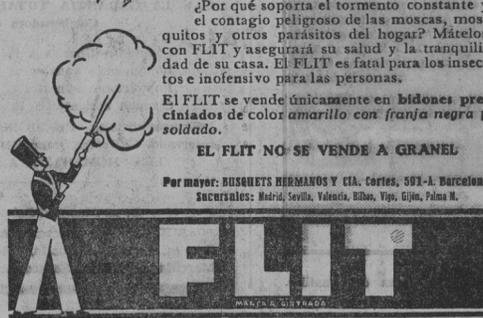 ¿Por qué soporta el tormento constante y
el contagio peligroso de las moscas, mos
quitos y otros parásitos del hogar? Mátelo
con FLIT y asegurará su salud y la tranquili
dad de su casa. El FLIT es fatal para los insec
tos e inofensivo para las personas.
El FLIT se vende únicamente en bidones pre
cintados de color amarillo con franja negra y
soldado.
EL FLIT NO SE VENDE A GRANEL
Por mayor: BUSQUETS HERMANOS Y CIA. Cortes, 591-A. Barcelon
Sucursales: Madrid, Sevilla, Valencia, Bilbao, Vigo, Gijón, Palma M.
FLIT
MARCA